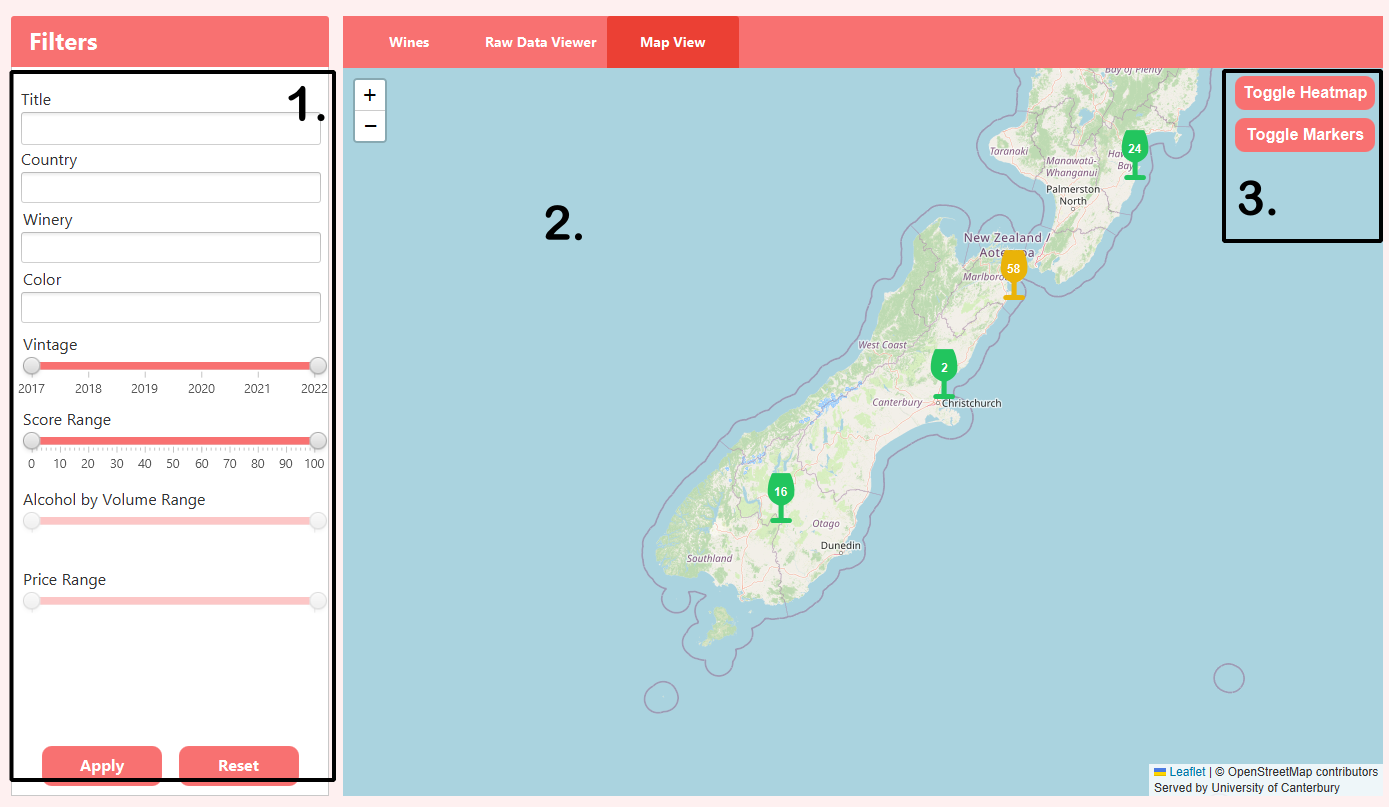 Filters
1.
Title
Country
Winery
Color
Vintage
2017 2018 2019 2020 2021 2022
Score Range
0 10 20 30 40 50 60 70 80 90 100
Alcohol by Volume Range
Price Range
Apply Reset
Wines Raw Data Viewer Map View
+
−
2.
Bay of Plenty
Taranaki
Manawatū-
Whanganui
24
Bay
Palmerston
North
New Zealand /
58
West Coast
2
Canterbury
Christchurch
16
Otago
Dunedin
Southland
Toggle Heatmap
Toggle Markers
3.
Leaflet | © OpenStreetMap contributors
Served by University of Canterbury